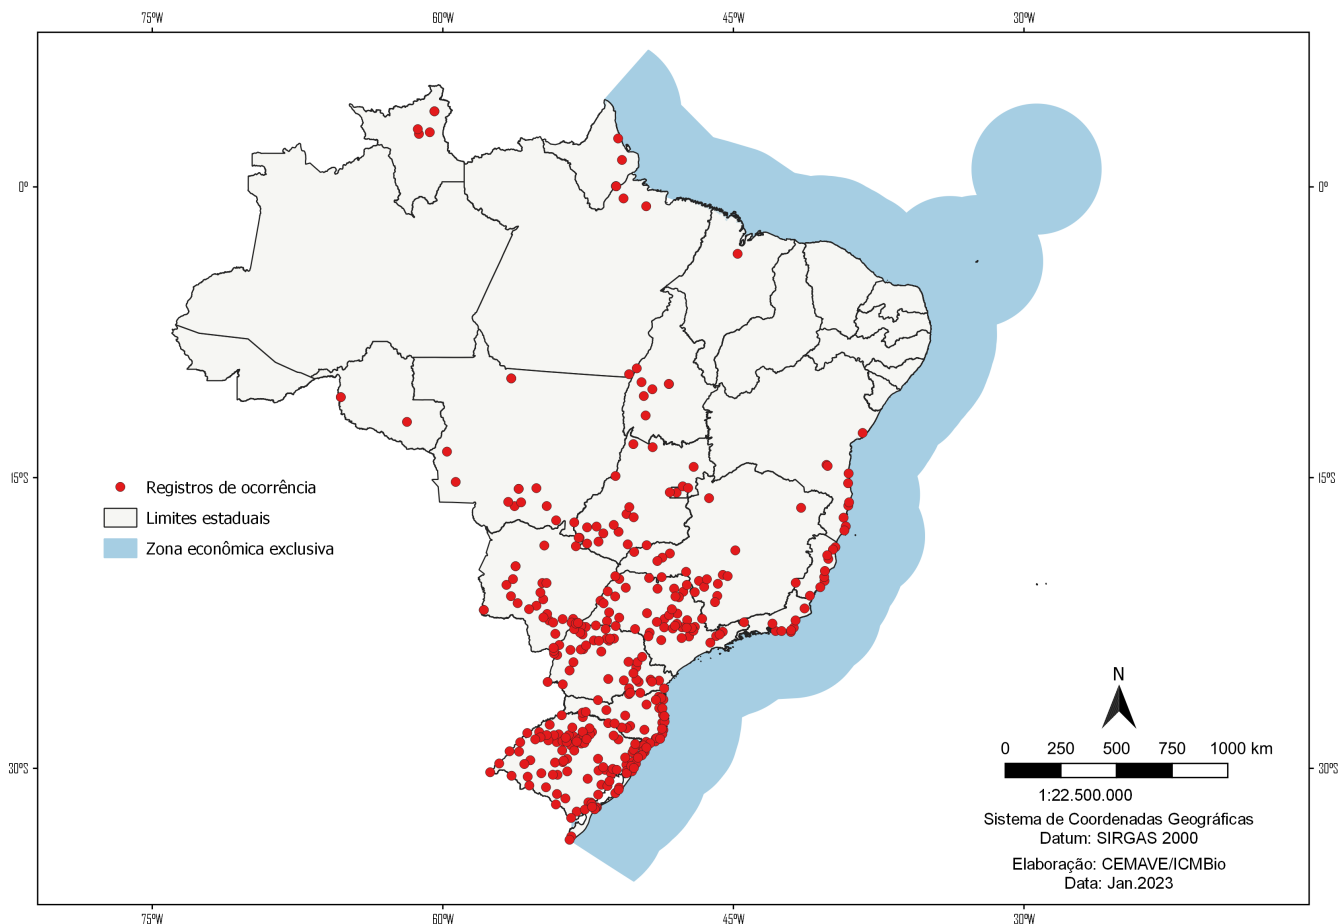 75°W 60°W 45°W 30°W
0° 0°
15°S 15°S
Registros de ocorrência
Limites estaduais
Zona econômica exclusiva
N
0 250 500 750 1000 km
30°S 30°S
1:22.500.000
Sistema de Coordenadas Geográficas
Datum: SIRGAS 2000
Elaboração: CEMAVE/ICMBio
Data: Jan.2023
75°W 60°W 45°W 30°W